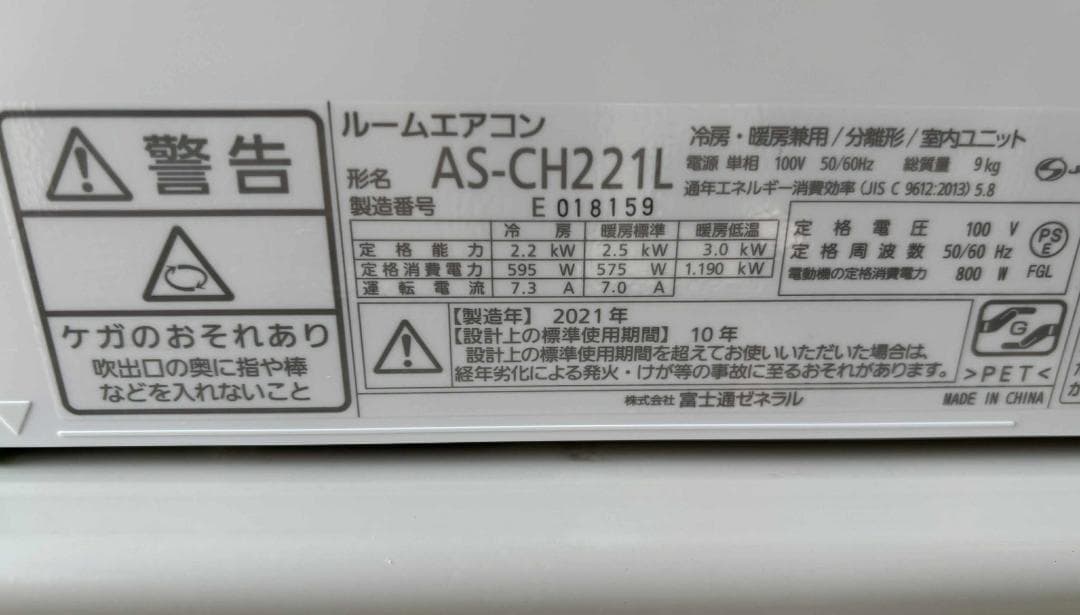 警告
ケガのおそれあり
吹出口の奥に指や棒
などを入れないこと
ルームエアコン
形名 AS-CH221L
製造番号 E 018159
冷房・暖房兼用/分離形/室内ユニット
電源 単相 100V 50/60Hz 総質量 9kg
通年エネルギー消費効率(JIS C 9612:2013) 5.8
冷房 暖房標準 暖房低温
定格能力 2.2 kW 2.5 kW 3.0 kW
定格消費電力 595 W 575 W 1.190 kW
運転電流 7.3 A 7.0 A
定格電圧 100 V
定格周波数 50/60 Hz
電動機の定格消費電力 800 W
PS
E
FGL
【製造年】 2021年
【設計上の標準使用期間】 10年
設計上の標準使用期間を超えてお使いいただいた場合は、
経年劣化による発火・けが等の事故に至るおそれがあります。
G
>PET<
株式会社 富士通ゼネラル
MADE IN CHINA